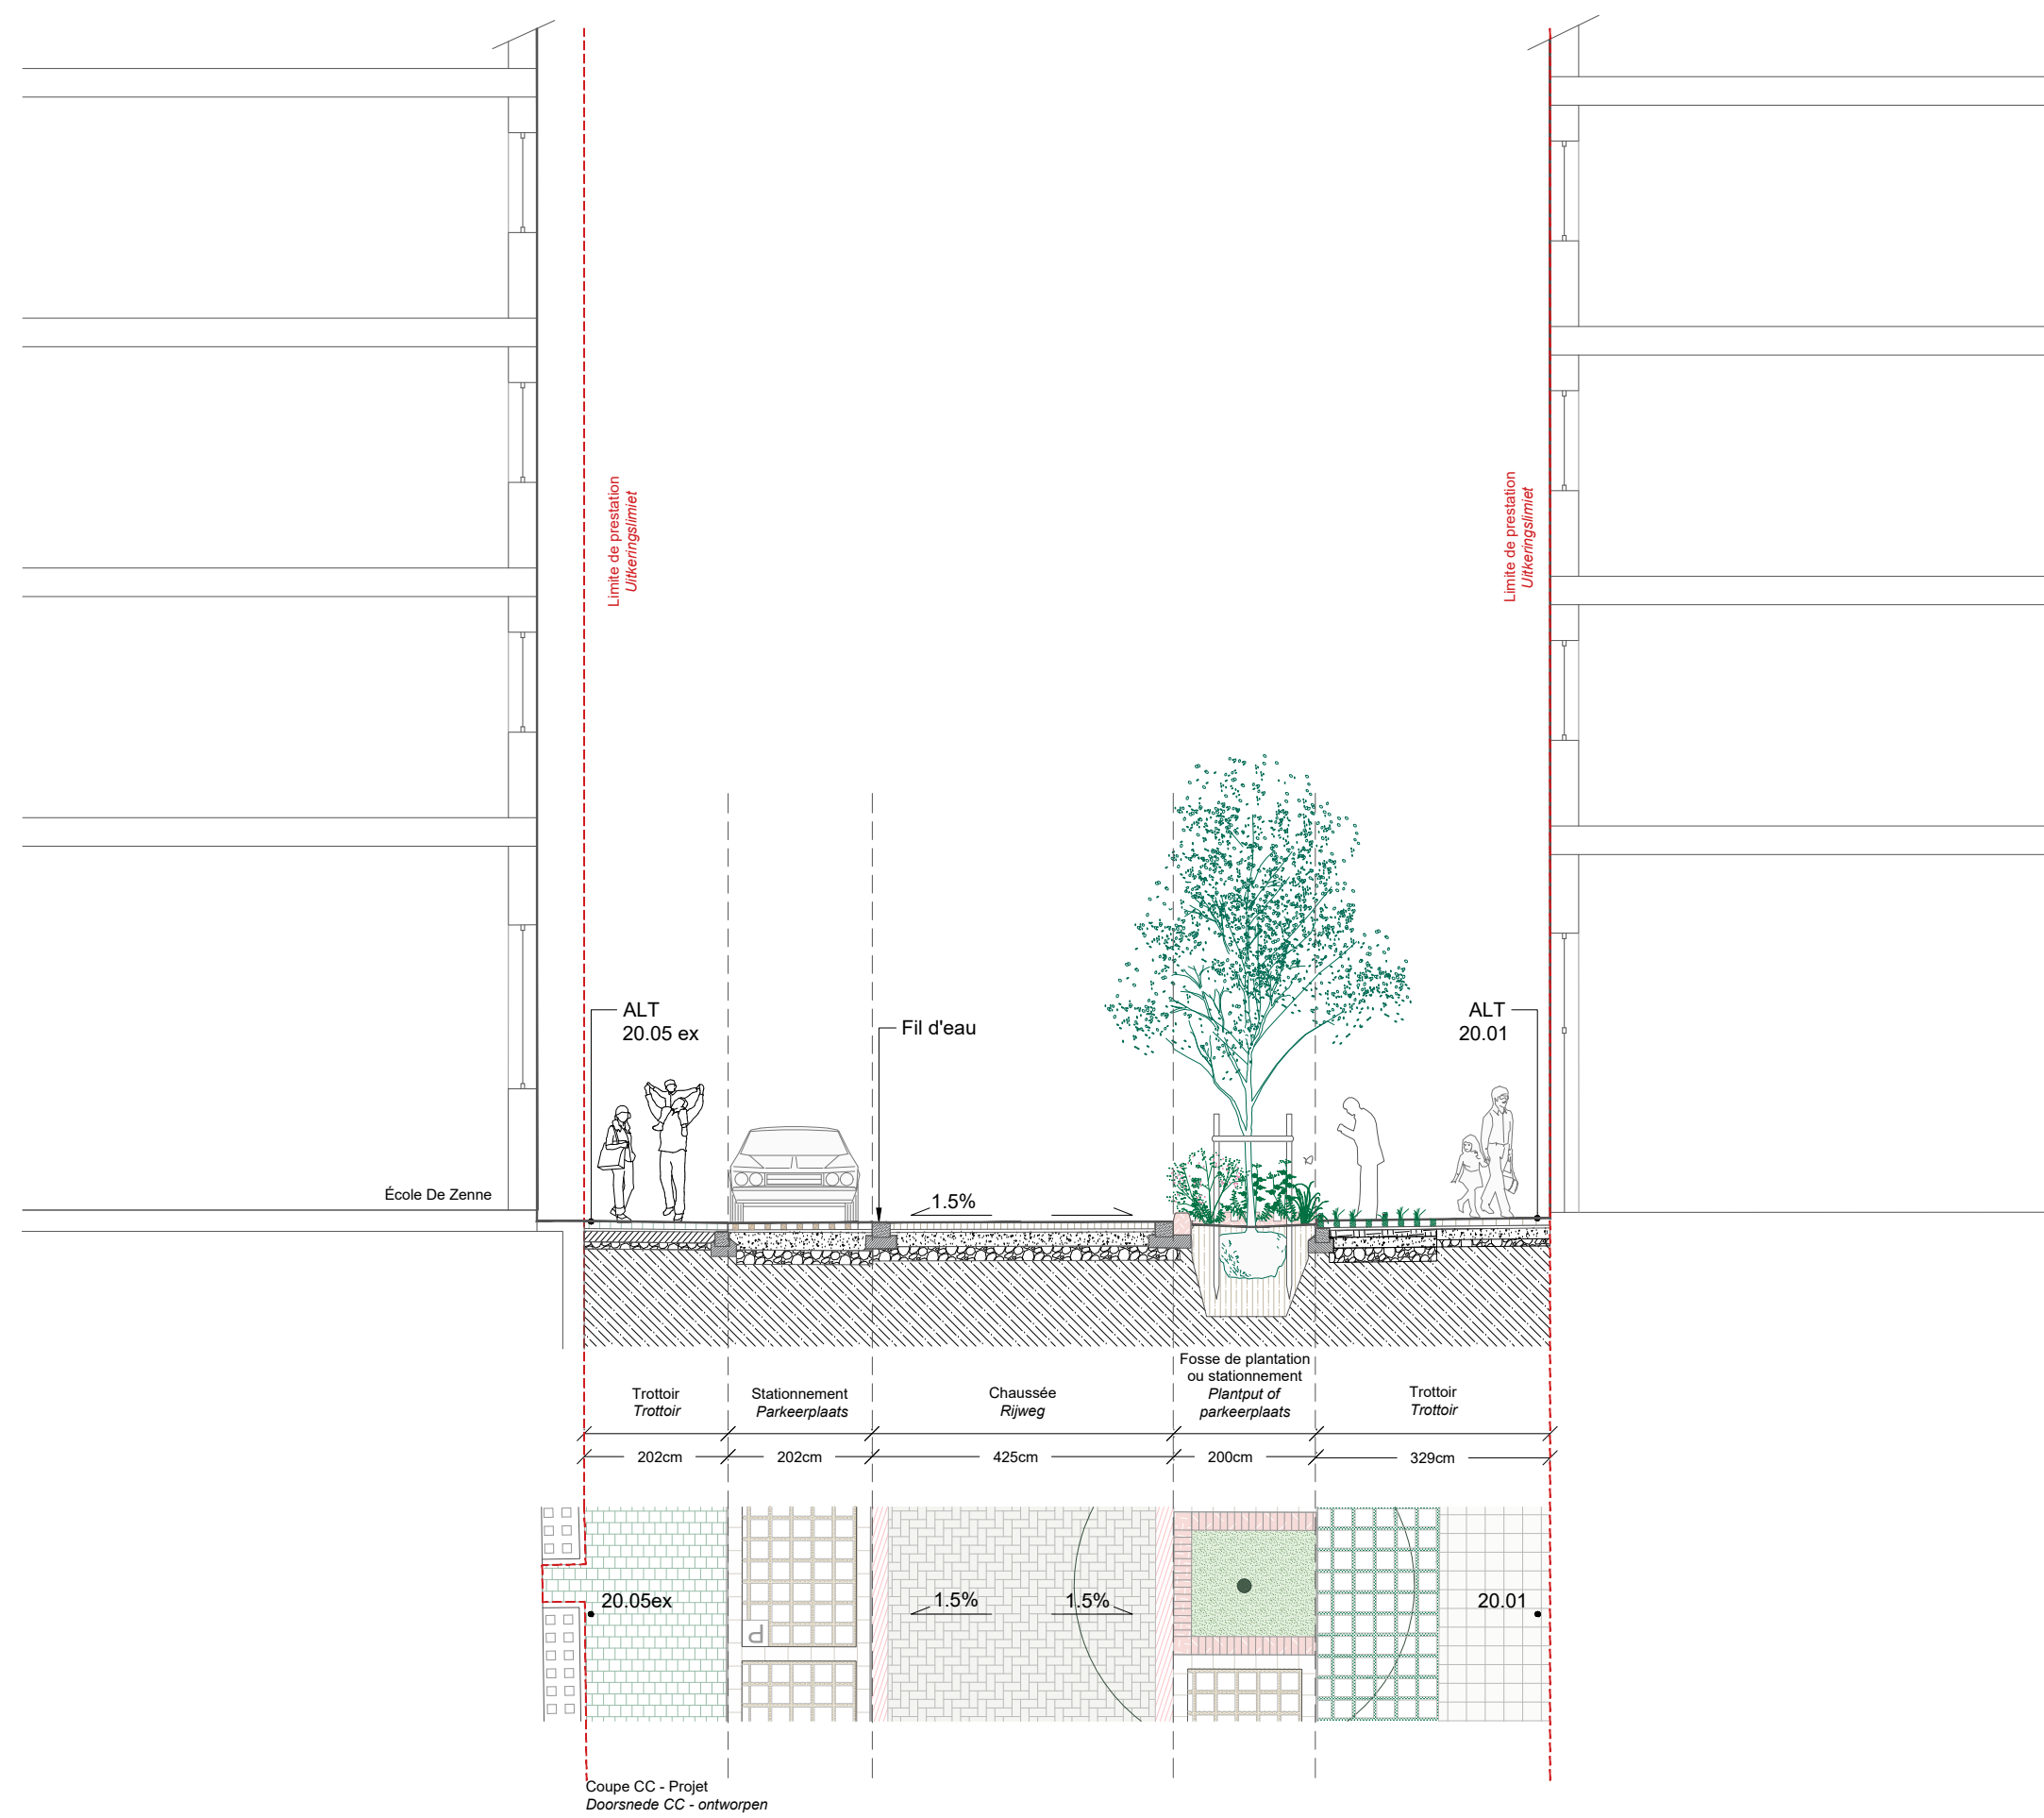 Limite de prestation
Uitkeringslimiet
Limite de prestation
Uitkeringslimiet
ALT
20.05 ex
Fil d'eau
ALT
20.01
École De Zenne
1.5%
Trottoir
Trottoir
Stationnement
Parkeerplaats
Chaussée
Rijweg
Fosse de plantation
ou stationnement
Plantput of
parkeerplaats
Trottoir
Trottoir
202cm
202cm
425cm
200cm
329cm
20.05ex
1.5%
1.5%
20.01
P
Coupe CC - Projet
Doorsnede CC - ontworpen